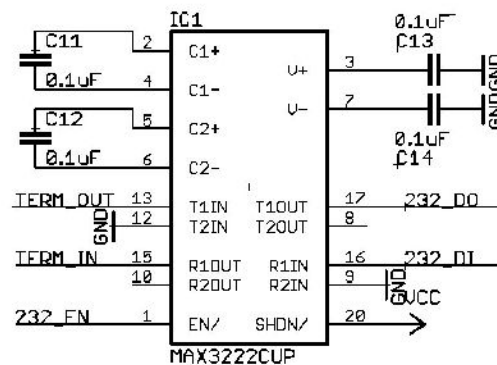 IC1
C11
2
C1+
0.1uF
C13
3
V+
GND
4
C1-
0.1uF
C12
5
C2+
7
V-
GND
6
C2-
0.1uF
0.1uF
C14
TERM_OUT
13
T1IN
T1OUT
17
232_DO
GND
12
T2IN
T2OUT
8
TERM_IN
15
R1OUT
R1IN
16
232_DI
10
R2OUT
R2IN
9
GND
232_EN
1
EN/
SHDN/
20
VCC
MAX3222CUP